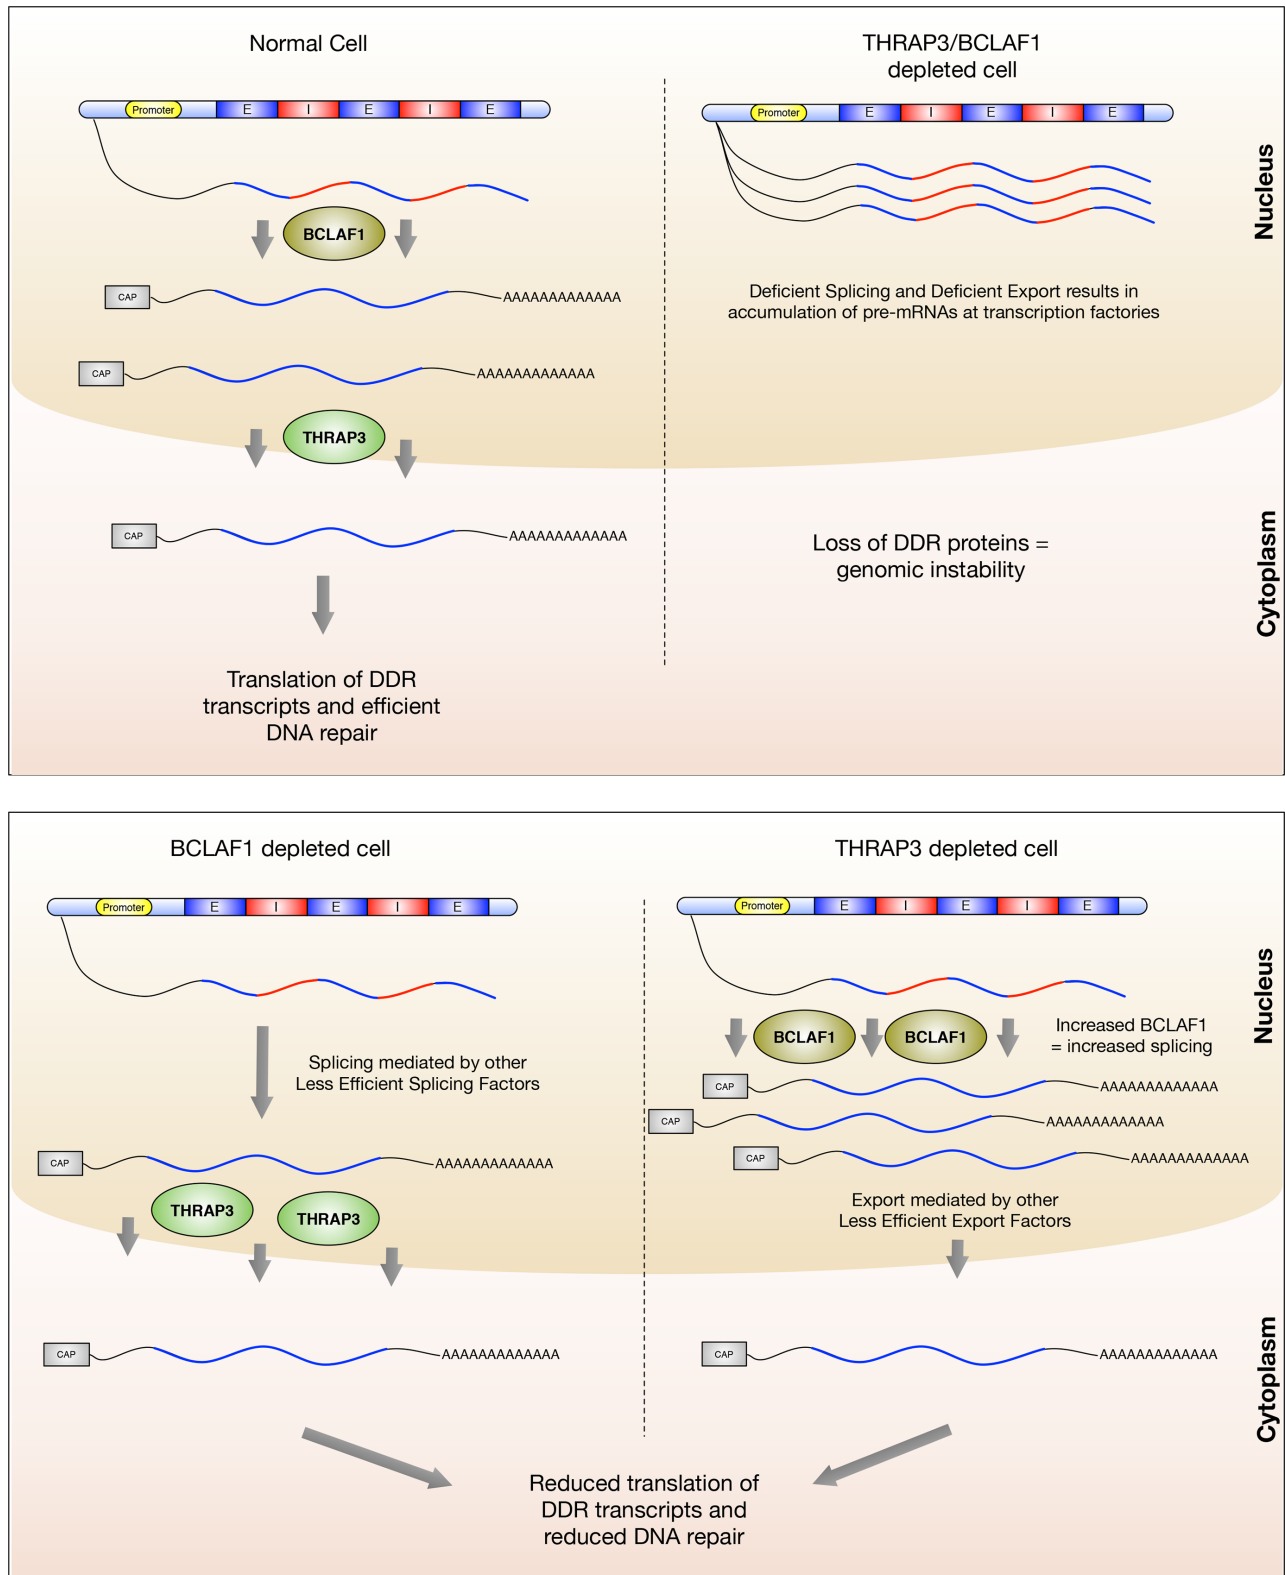 Normal Cell
Promoter E I E I E
BCLAF1
CAP AAAAAAAAAAAAA
CAP AAAAAAAAAAAAA
THRAP3
CAP AAAAAAAAAAAAA
Translation of DDR
transcripts and efficient
DNA repair
THRAP3/BCLAF1
depleted cell
Promoter E I E I E
Deficient Splicing and Deficient Export results in
accumulation of pre-mRNAs at transcription factories
Loss of DDR proteins =
genomic instability
Nucleus
Cytoplasm
BCLAF1 depleted cell
Promoter E I E I E
Splicing mediated by other
Less Efficient Splicing Factors
CAP AAAAAAAAAAAAA
THRAP3 THRAP3
CAP AAAAAAAAAAAAA
THRAP3 depleted cell
Promoter E I E I E
BCLAF1 BCLAF1
Increased BCLAF1
= increased splicing
CAP AAAAAAAAAAAAA
CAP AAAAAAAAAAAAA
CAP AAAAAAAAAAAAA
Export mediated by other
Less Efficient Export Factors
CAP AAAAAAAAAAAAA
Nucleus
Cytoplasm
Reduced translation of
DDR transcripts and
reduced DNA repair